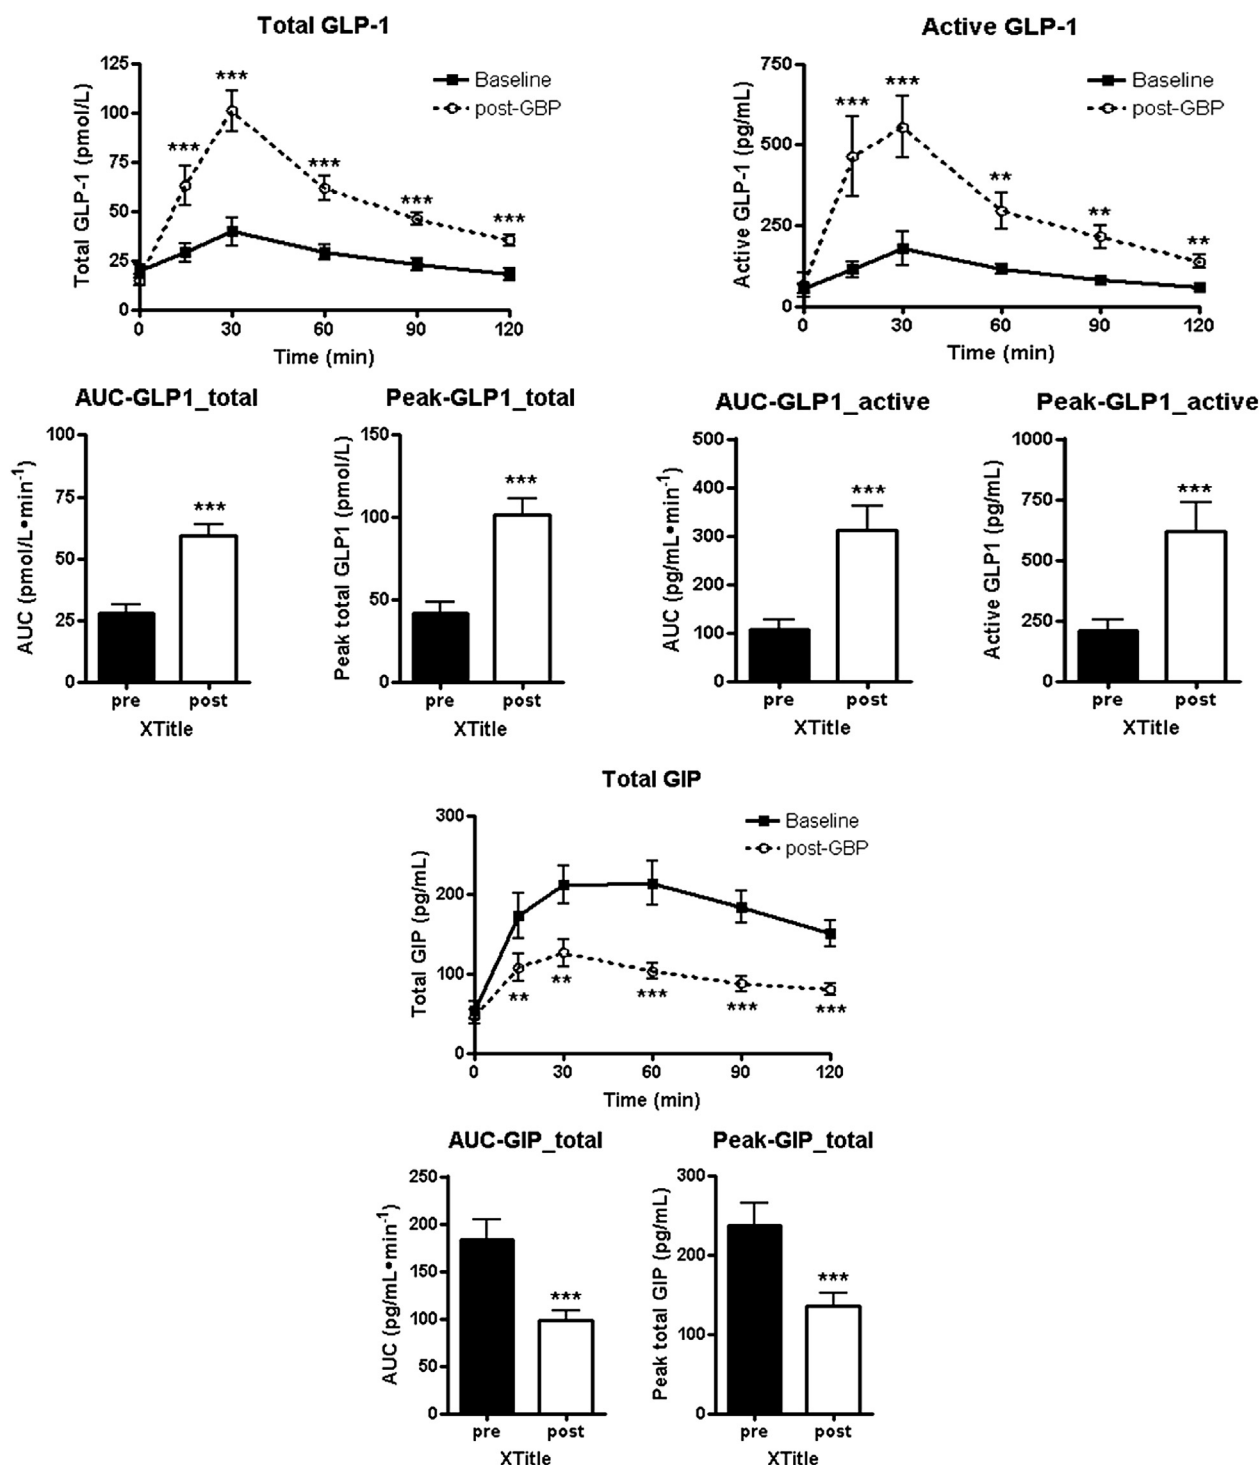 Total GLP-1
Total GLP-1 (pmol/L)
125
100
75
50
25
0
Baseline
post-GBP
***
***
***
***
***
0 30 60 90 120
Time (min)
Active GLP-1
Active GLP-1 (pg/mL)
750
500
250
0
Baseline
post-GBP
***
***
**
**
**
0 30 60 90 120
Time (min)
AUC-GLP1_total
AUC (pmol/L•min-1)
100
75
50
25
0
***
pre post
XTitle
Peak-GLP1_total
Peak total GLP1 (pmol/L)
150
100
50
0
***
pre post
XTitle
AUC-GLP1_active
AUC (pg/mL•min-1)
500
400
300
200
100
0
***
pre post
XTitle
Peak-GLP1_active
Active GLP1 (pg/mL)
1000
750
500
250
0
***
pre post
XTitle
Total GIP
Total GIP (pg/mL)
300
200
100
0
Baseline
post-GBP
**
**
***
***
***
0 30 60 90 120
Time (min)
AUC-GIP_total
AUC (pg/mL•min-1)
250
200
150
100
50
0
***
pre post
XTitle
Peak-GIP_total
Peak total GIP (pg/mL)
300
200
100
0
***
pre post
XTitle